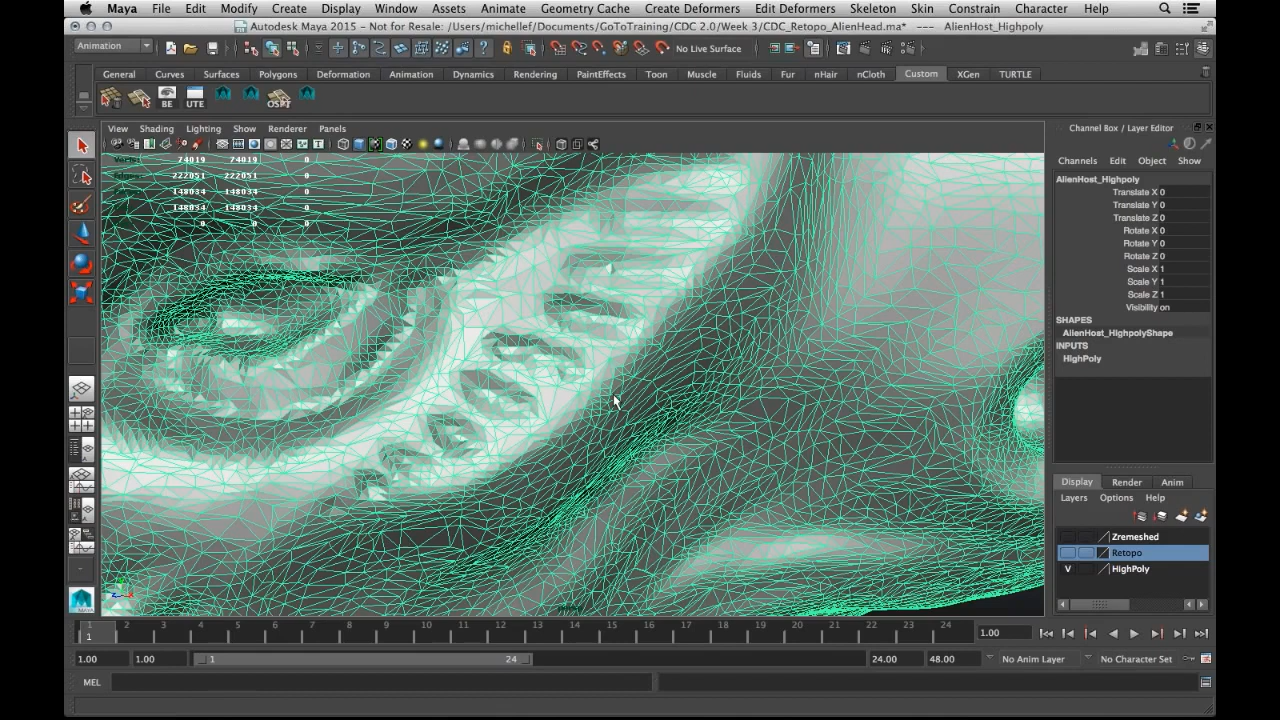 Maya File Edit Modify Create Display Window Assets Animate Geometry Cache Create Deformers Edit Deformers Skeleton Skin Constrain Character Help
Autodesk Maya 2015 - Not for Resale: /Users/michellef/Documents/GoToTraining/CDC 2.0/Week 3/CDC_Retopo_AlienHead.ma* --- AlienHost_Highpoly
Animation
No Live Surface
General Curves Surfaces Polygons Deformation Animation Dynamics Rendering PaintEffects Toon Muscle Fluids Fur nHair nCloth Custom XGen TURTLE
BE UTE OSPT
View Shading Lighting Show Renderer Panels
Channel Box / Layer Editor
Channels Edit Object Show
74019 74019 0
222051 222051 0
148034 148034 0
148034 148034 0
0 0 0
AlienHost_Highpoly
Translate X 0
Translate Y 0
Translate Z 0
Rotate X 0
Rotate Y 0
Rotate Z 0
Scale X 1
Scale Y 1
Scale Z 1
Visibility on
SHAPES
AlienHost_HighpolyShape
INPUTS
HighPoly
Display Render Anim
Layers Options Help
Zremeshed
Retopo
V HighPoly
1 2 3 4 5 6 7 8 9 10 11 12 13 14 15 16 17 18 19 20 21 22 23 24
1
1.00
1.00 1.00 1 24 24.00 48.00 No Anim Layer No Character Set
MEL